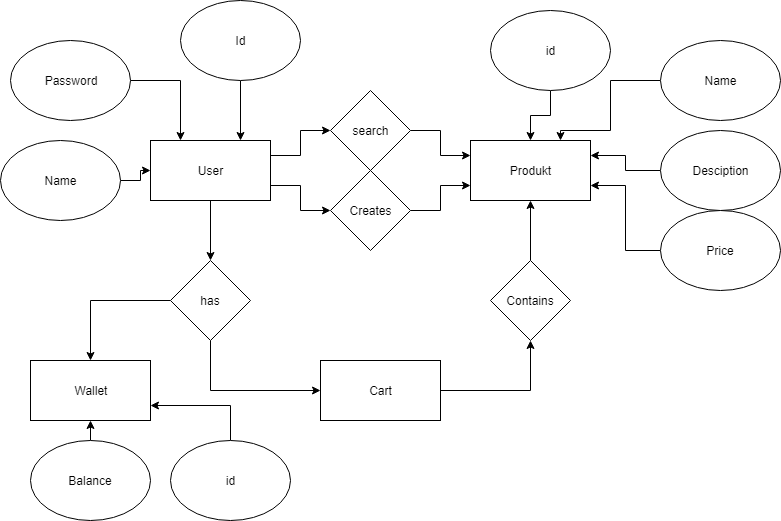 Id
id
Password
Name
search
Name
User
Produkt
Desciption
Creates
Price
has
Contains
Wallet
Cart
Balance
id